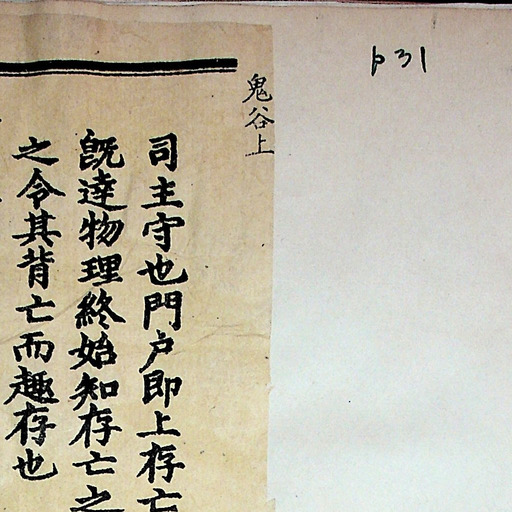 p31
鬼谷上
司主守也門户即上存亡
旣逹物理終始知存亡之
之令其背亡而趣存也